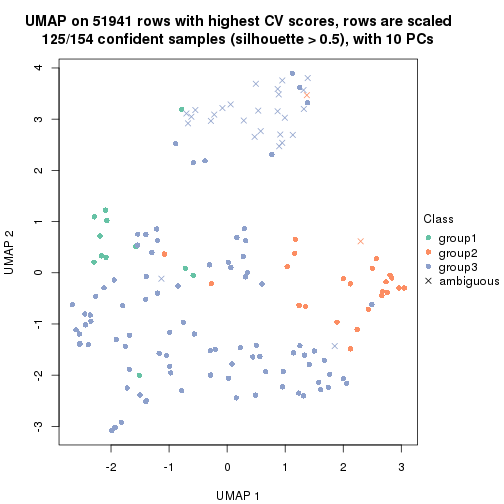 UMAP on 51941 rows with highest CV scores, rows are scaled
125/154 confident samples (silhouette > 0.5), with 10 PCs
4
3
2
1
0
-1
-2
-3
UMAP 2
-2
-1
0
1
2
3
UMAP 1
Class
group1
group2
group3
ambiguous